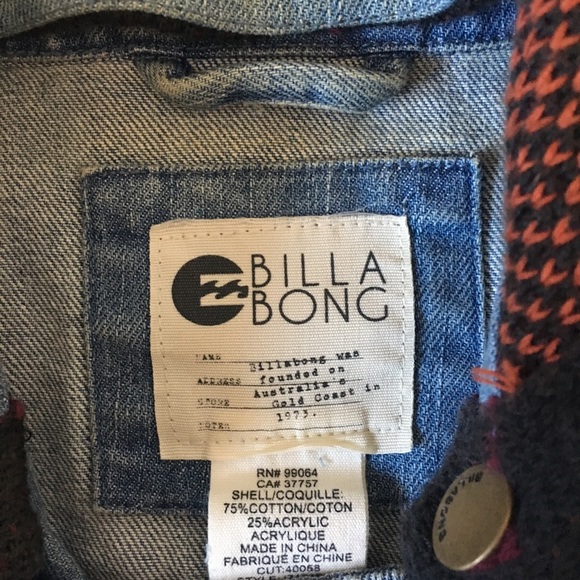 BILLA
BONG
NAME Billabong was
ADDRESS founded on
Australia's
STORE Gold Coast in
NOTES 1973.
RN# 99064
CA# 37757
SHELL/COQUILLE:
75%COTTON/COTON
25%ACRYLIC
ACRYLIQUE
MADE IN CHINA
FABRIQUÉ EN CHINE
CUT:40058
BILLABONG